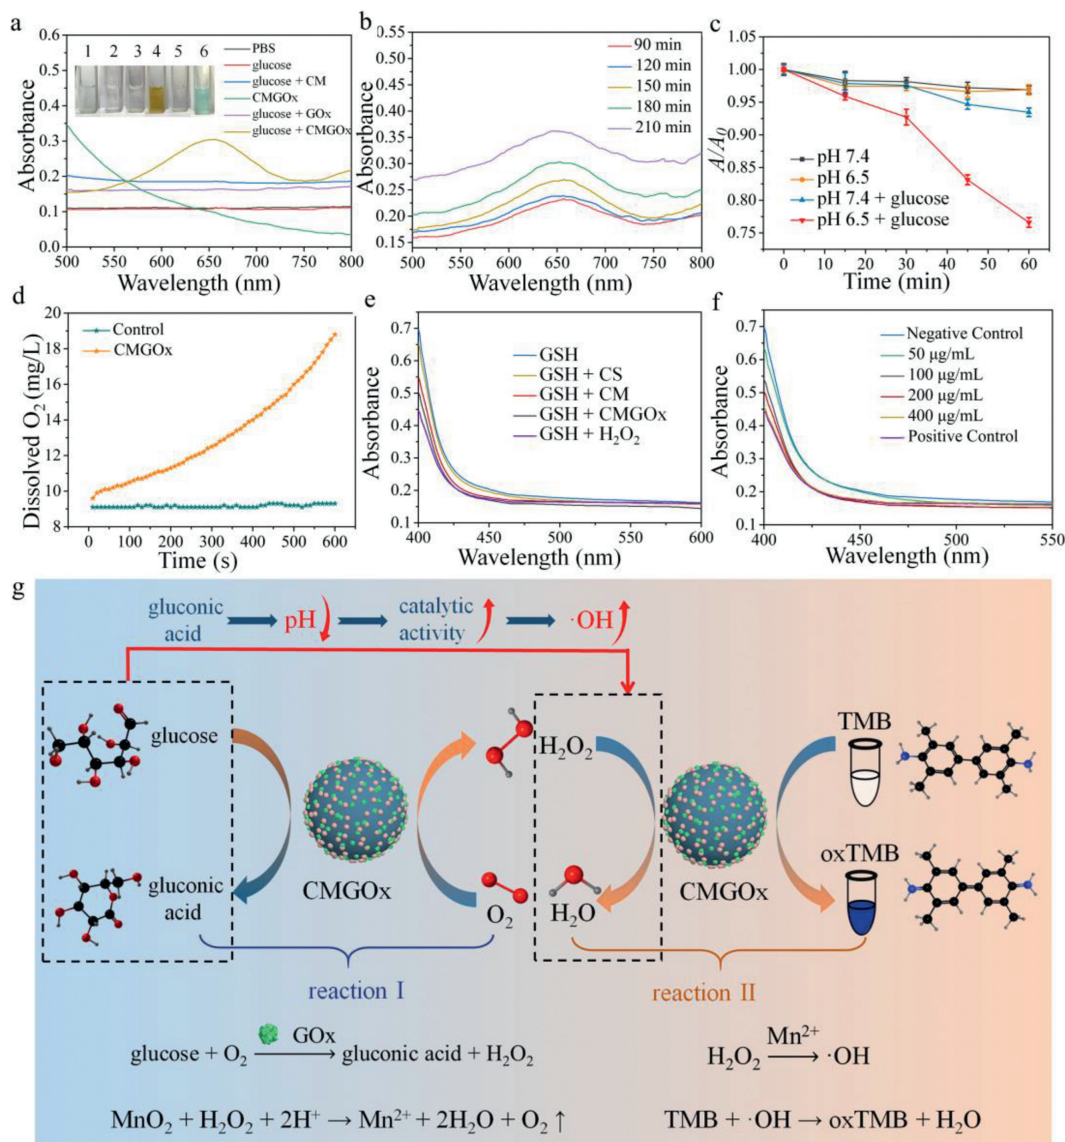 a
1 2 3 4 5 6
PBS
glucose
glucose + CM
CMGOx
glucose + GOx
glucose + CMGOx
Absorbance
0.6
0.5
0.4
0.3
0.2
0.1
0.0
500 550 600 650 700 750 800
Wavelength (nm)
b
90 min
120 min
150 min
180 min
210 min
Absorbance
0.55
0.50
0.45
0.40
0.35
0.30
0.25
0.20
0.15
500 550 600 650 700 750 800
Wavelength (nm)
c
A/A0
1.05
1.00
0.95
0.90
0.85
0.80
0.75
pH 7.4
pH 6.5
pH 7.4 + glucose
pH 6.5 + glucose
0 10 20 30 40 50 60
Time (min)
d
Control
CMGOx
Dissolved O₂ (mg/L)
20
18
16
14
12
10
8
0 100 200 300 400 500 600
Time (s)
e
GSH
GSH + CS
GSH + CM
GSH + CMGOx
GSH + H₂O₂
Absorbance
0.7
0.6
0.5
0.4
0.3
0.2
0.1
400 450 500 550 600
Wavelength (nm)
f
Negative Control
50 μg/mL
100 μg/mL
200 μg/mL
400 μg/mL
Positive Control
Absorbance
0.7
0.6
0.5
0.4
0.3
0.2
0.1
400 450 500 550
Wavelength (nm)
g
gluconic acid
pH
catalytic activity
·OH
glucose
gluconic acid
CMGOx
H₂O₂
O₂
H₂O
CMGOx
TMB
oxTMB
reaction I
reaction II
glucose + O₂ GOx → gluconic acid + H₂O₂
H₂O₂ Mn²⁺ → ·OH
MnO₂ + H₂O₂ + 2H⁺ → Mn²⁺ + 2H₂O + O₂ ↑
TMB + ·OH → oxTMB + H₂O